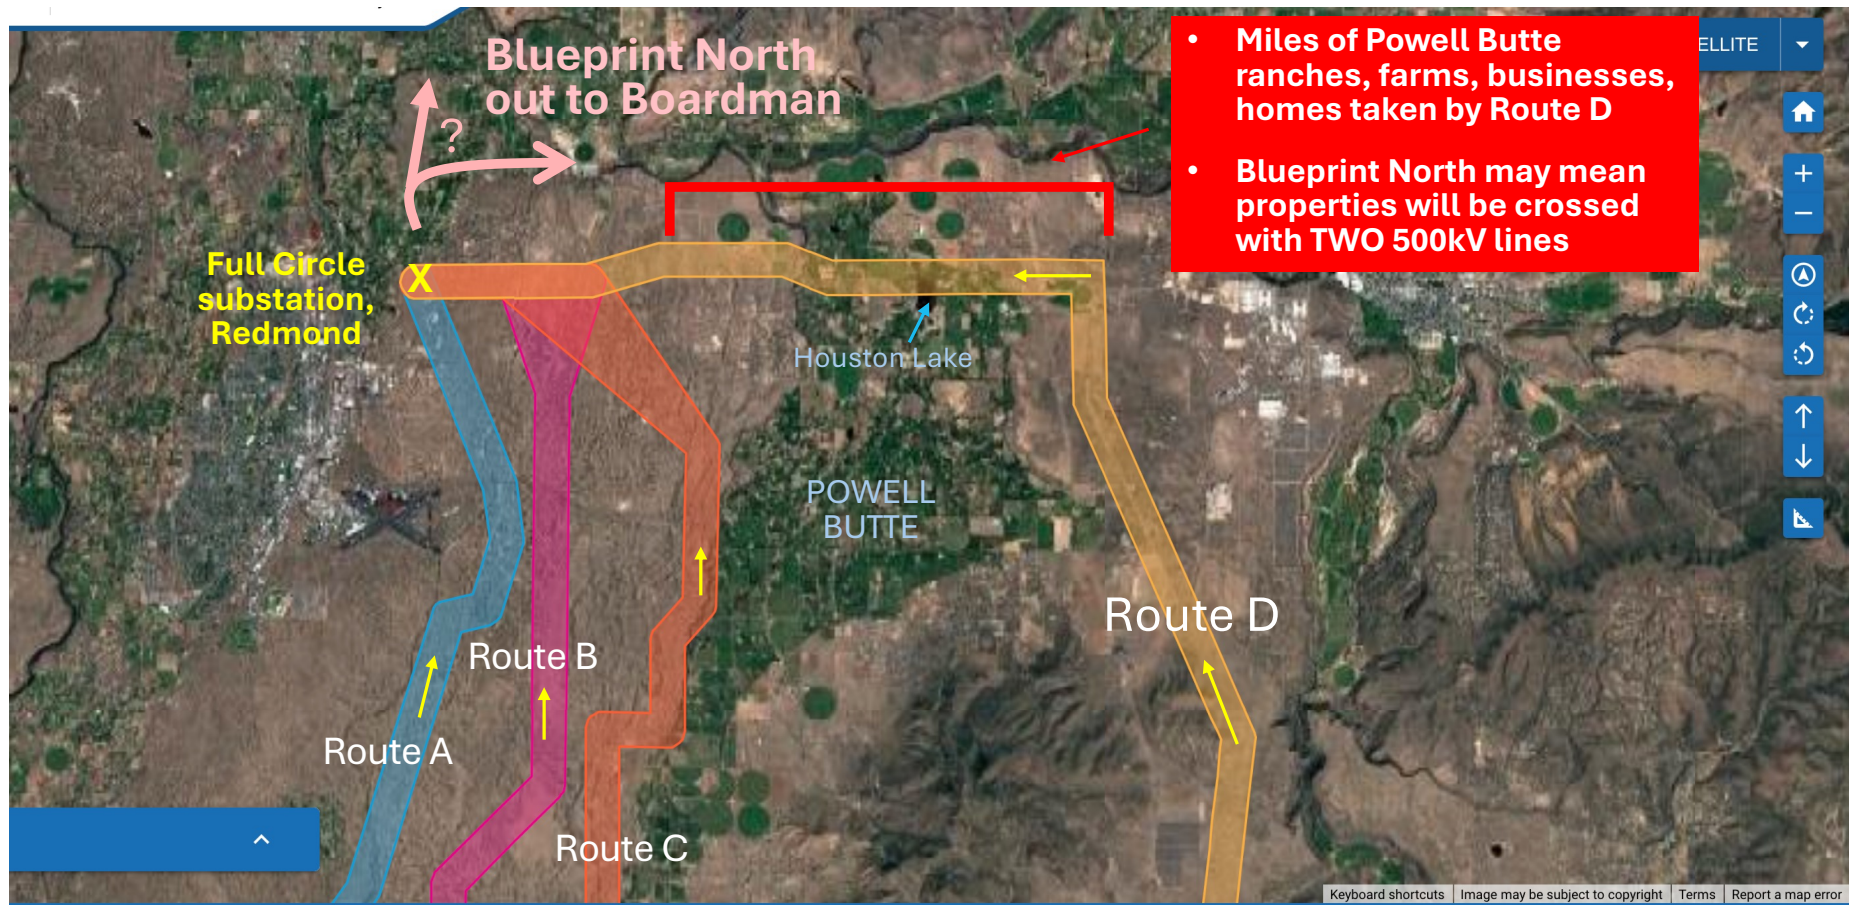 Blueprint North
out to Boardman
?
• Miles of Powell Butte
ranches, farms, businesses,
homes taken by Route D
• Blueprint North may mean
properties will be crossed
with TWO 500kV lines
ELLITE
Full Circle
substation,
Redmond
X
Houston Lake
POWELL
BUTTE
Route D
Route B
Route A
Route C
Keyboard shortcuts
Image may be subject to copyright
Terms
Report a map error